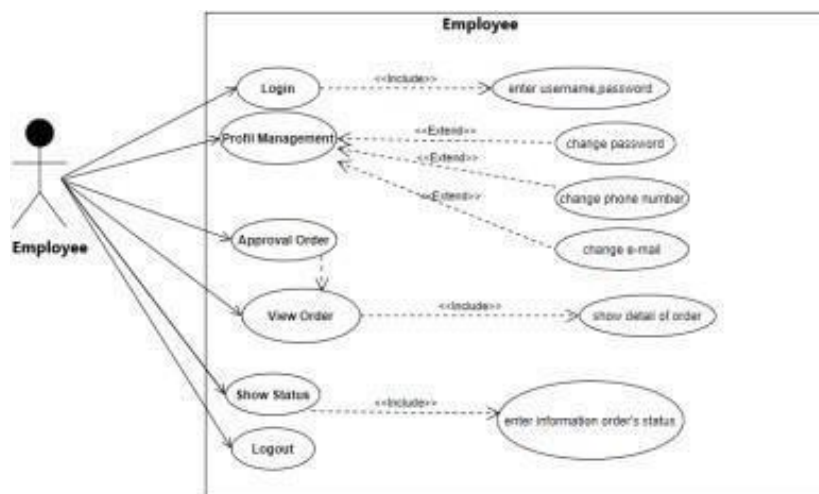 Employee
Login
<<Include>>
enter username,password
Profil Management
<<Extend>>
change password
<<Extend>>
change phone number
<<Extend>>
change e-mail
Employee
Approval Order
View Order
<<Include>>
show detail of order
Show Status
<<Include>>
enter information order's status
Logout